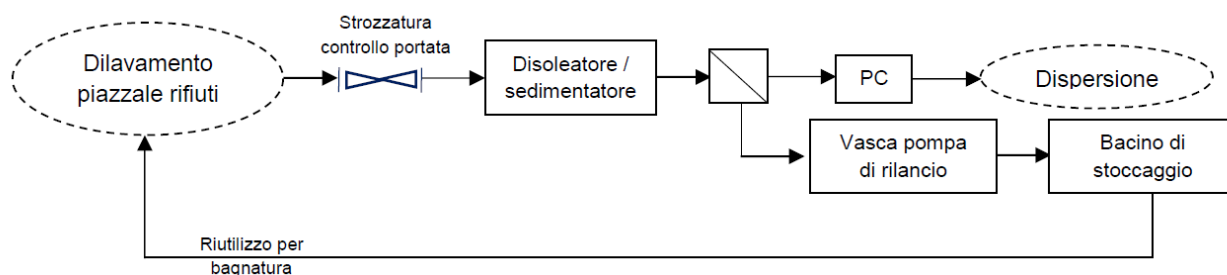 Strozzatura
controllo portata
Dilavamento
piazzale rifiuti
Disoleatore /
sedimentatore
PC
Dispersione
Vasca pompa
di rilancio
Bacino di
stoccaggio
Riutilizzo per
bagnatura